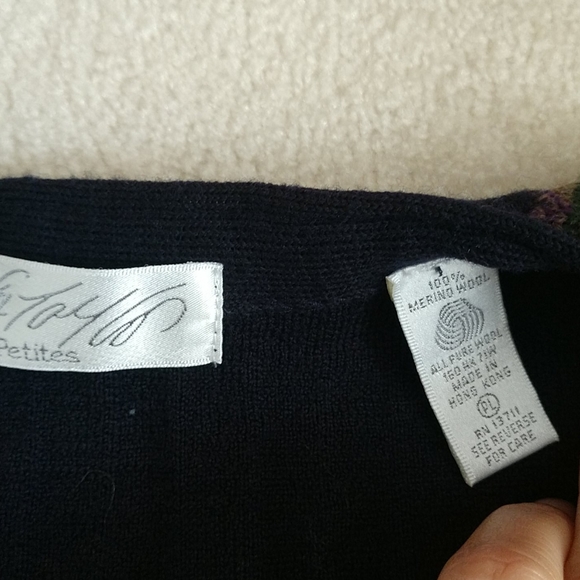 Petites
100%
MERINO WOOL
ALL PURE WOOL
160 HK 71W
MADE IN
HONG KONG
PL
RN 13711
SEE REVERSE
FOR CARE